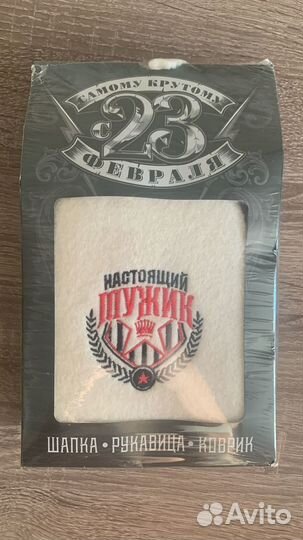 САМОМУ КРУТОМУ
С 23
ФЕВРАЛЯ
НАСТОЯЩИЙ
МУЖИК
ШАПКА • РУКАВИЦА • КОВРИК
Avito